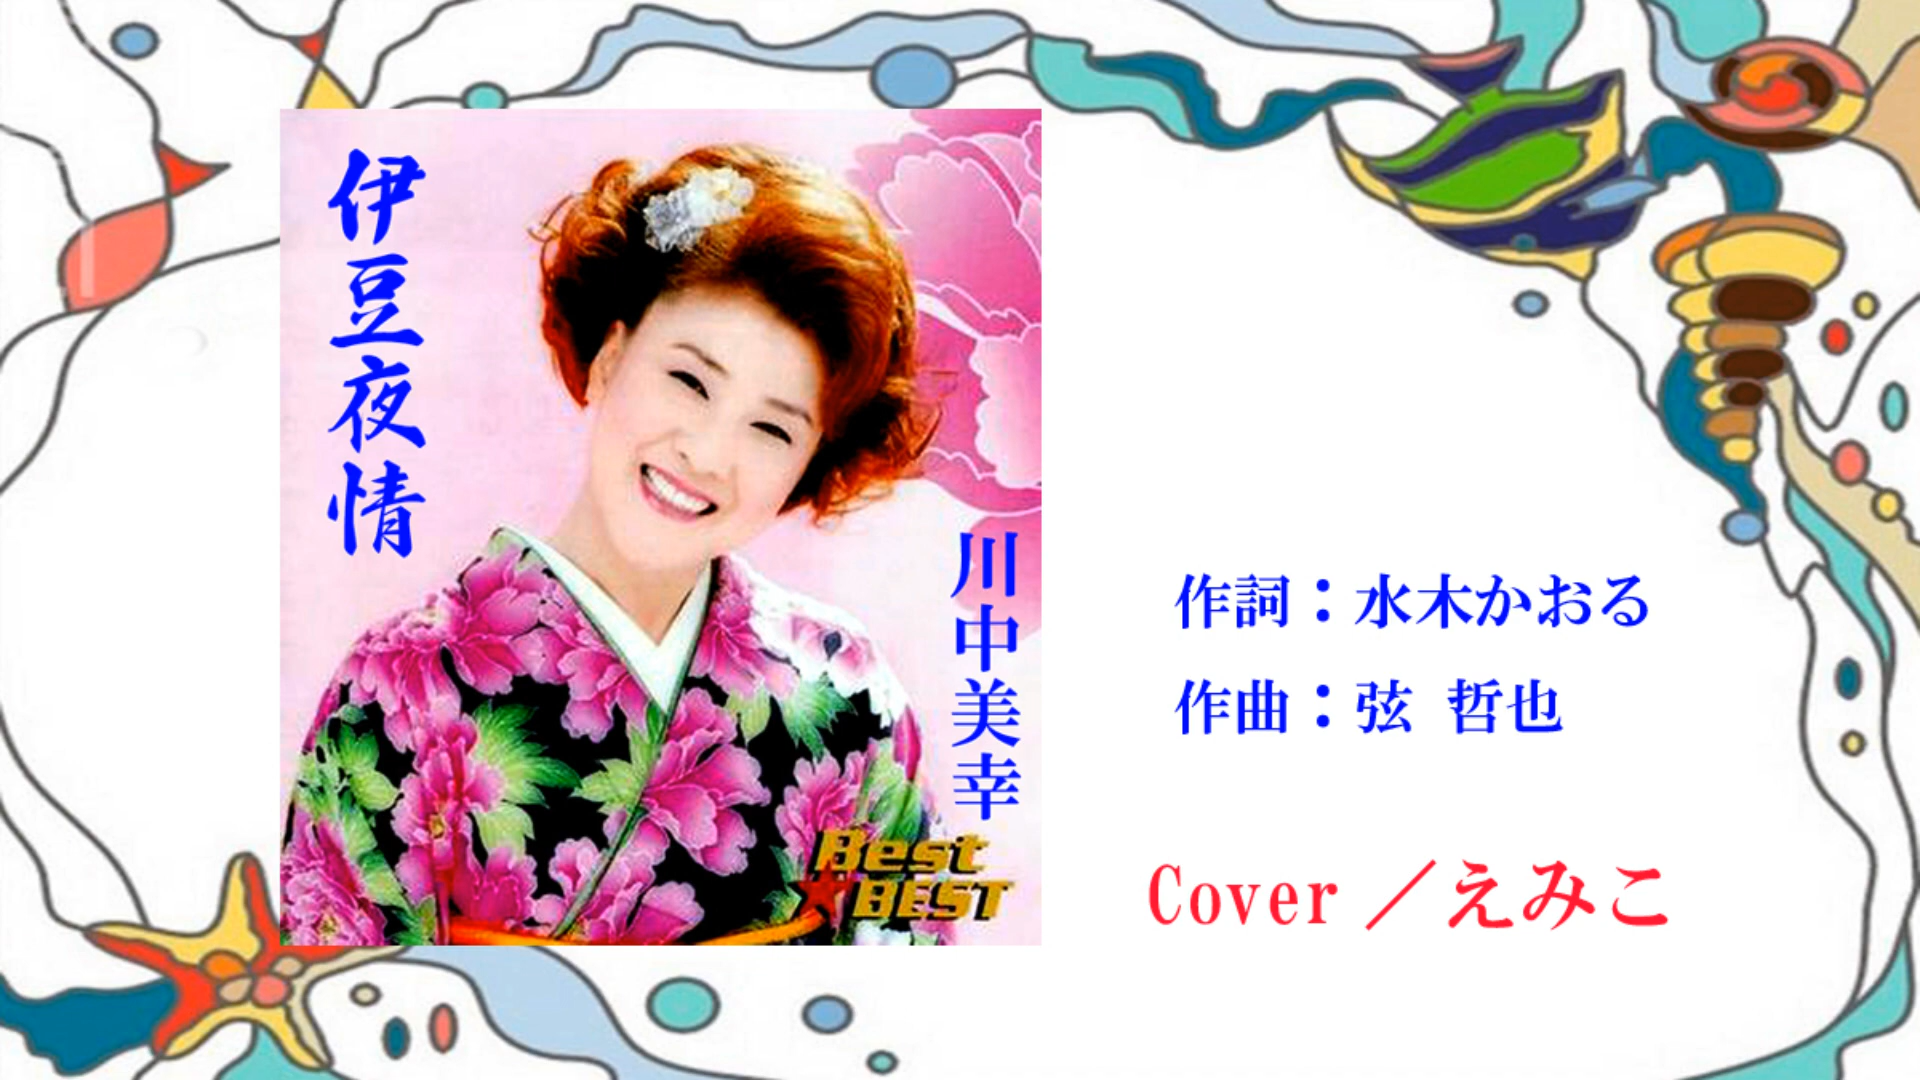 伊豆夜情
川中美幸
Best
★BEST
作詞：水木かおる
作曲：弦 哲也
Cover ／えみこ